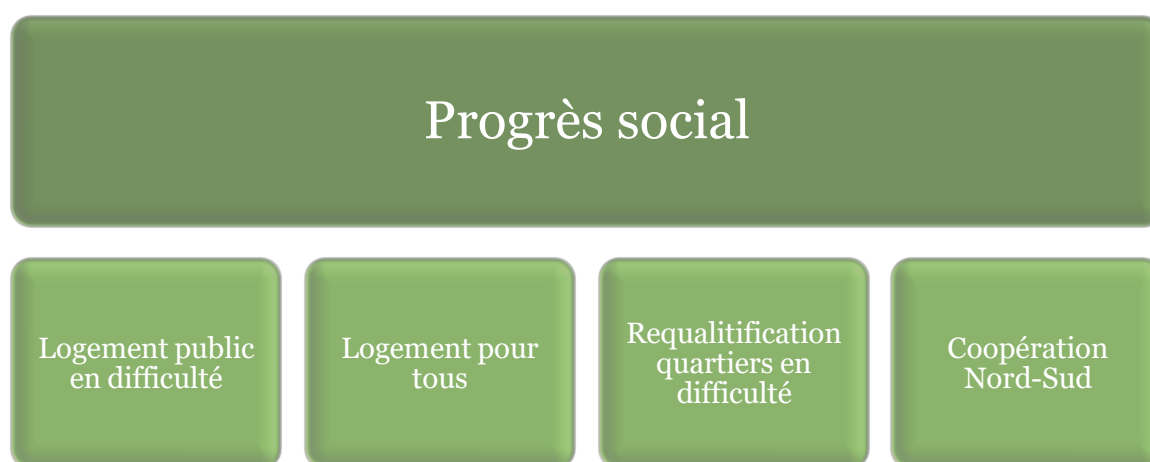 Progrès social
Logement public
en difficulté
Logement pour
tous
Requalitification
quartiers en
difficulté
Coopération
Nord-Sud